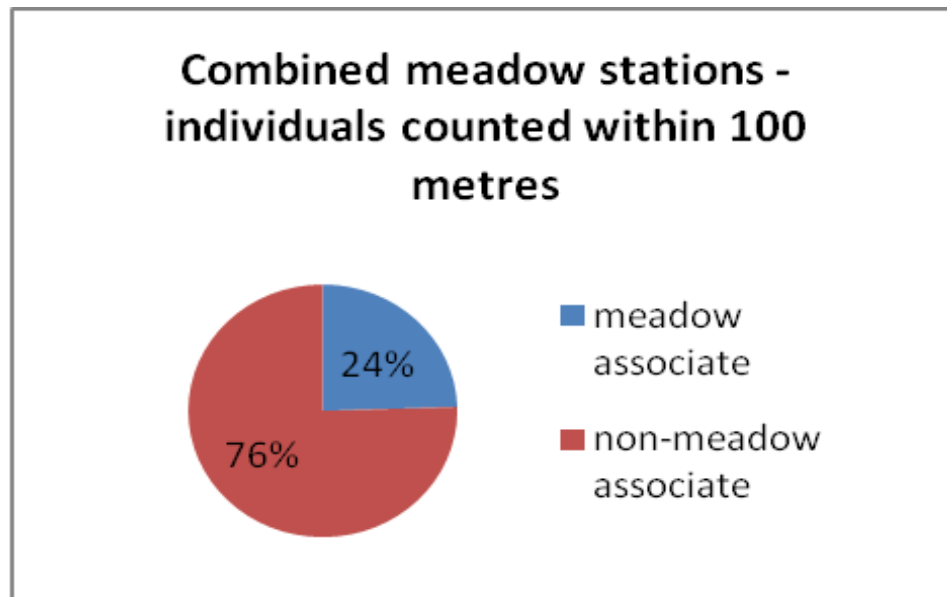 Combined meadow stations -
individuals counted within 100
metres
24%
76%
meadow
associate
non-meadow
associate